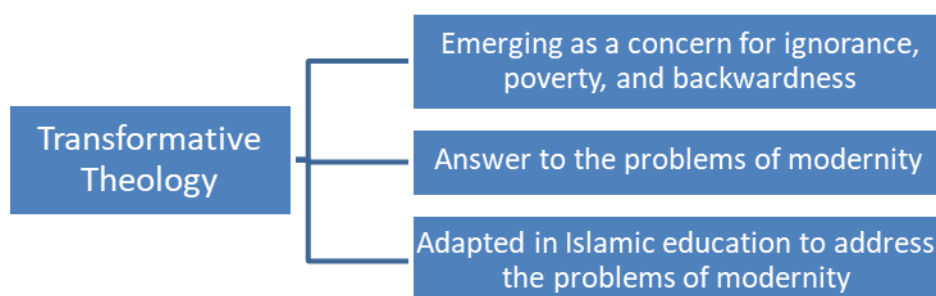 Transformative
Theology
Emerging as a concern for ignorance,
poverty, and backwardness
Answer to the problems of modernity
Adapted in Islamic education to address
the problems of modernity